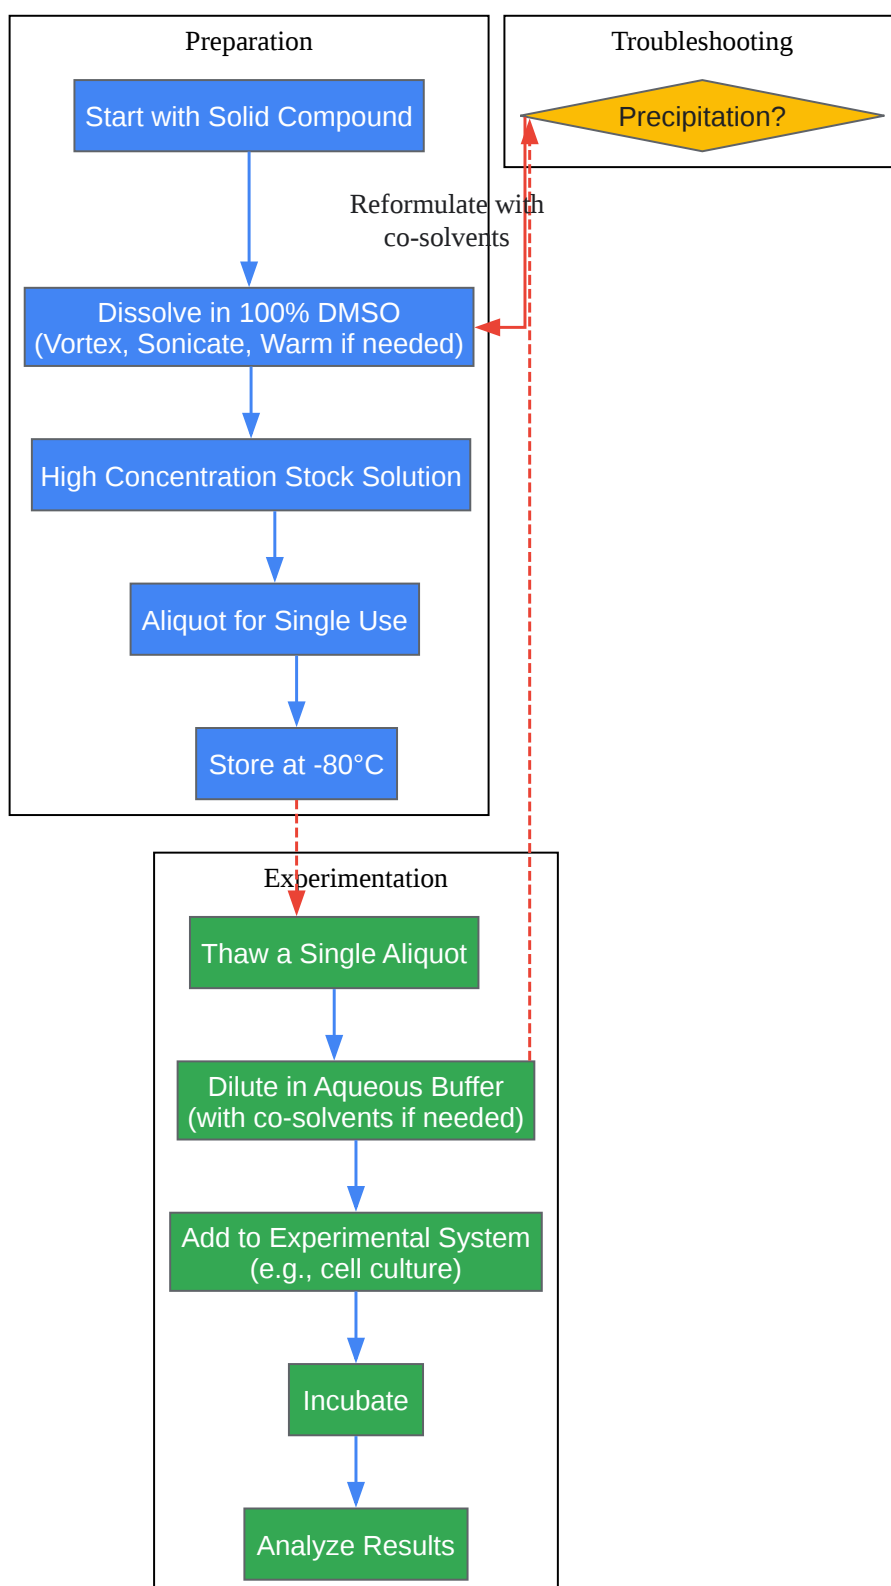 Preparation
Start with Solid Compound
Dissolve in 100% DMSO
(Vortex, Sonicate, Warm if needed)
High Concentration Stock Solution
Aliquot for Single Use
Store at -80°C
Troubleshooting
Precipitation?
Reformulate with
co-solvents
Experimentation
Thaw a Single Aliquot
Dilute in Aqueous Buffer
(with co-solvents if needed)
Add to Experimental System
(e.g., cell culture)
Incubate
Analyze Results